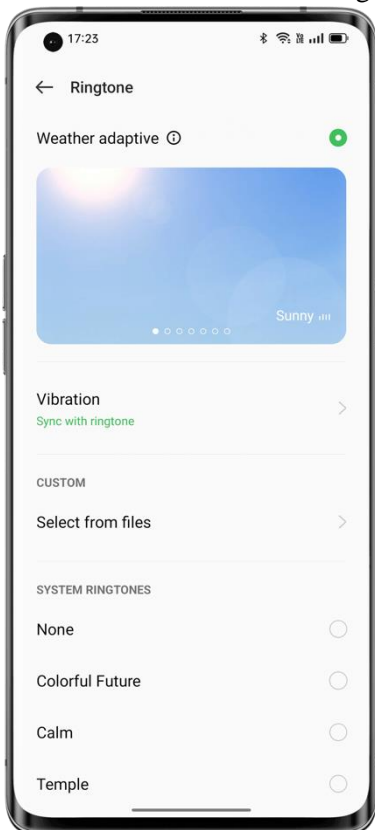 17:23
Ringtone
Weather adaptive
Sunny
Vibration
Sync with ringtone
CUSTOM
Select from files
SYSTEM RINGTONES
None
Colorful Future
Calm
Temple